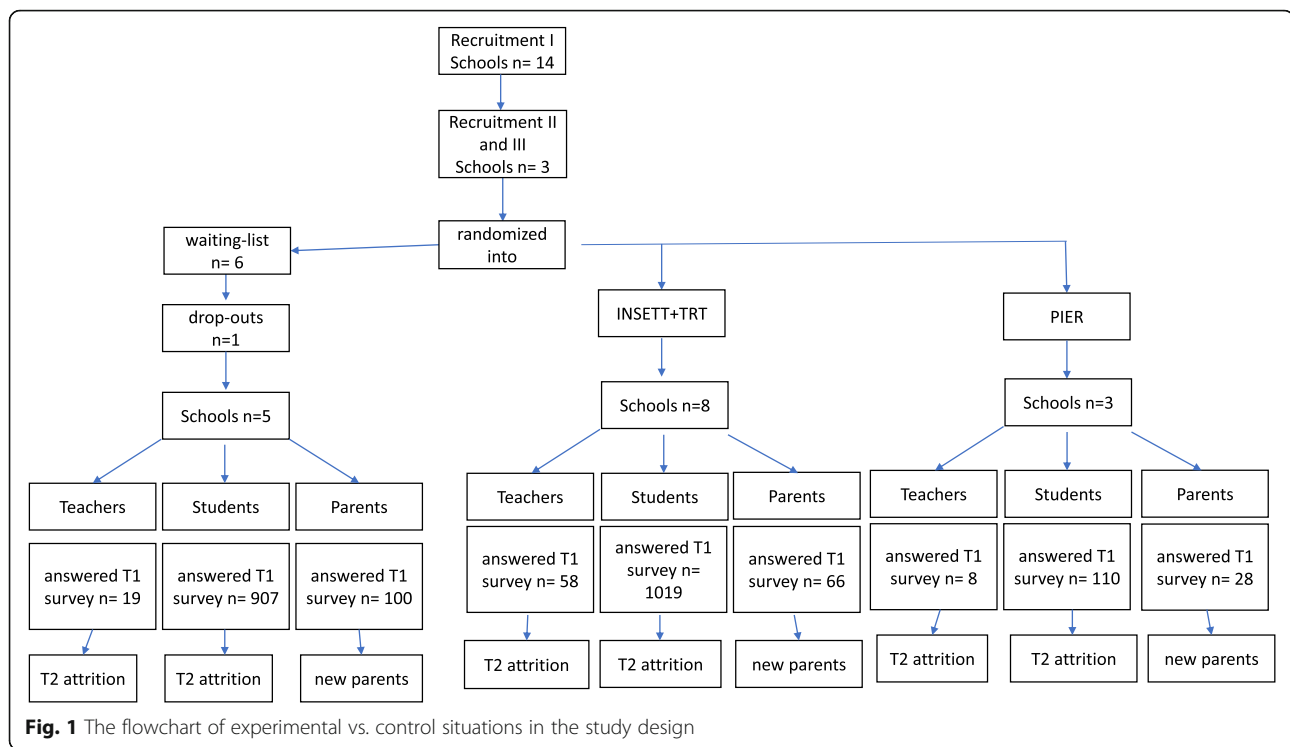 Recruitment I
Schools n= 14
Recruitment II
and III
Schools n= 3
randomized
into
waiting-list
n= 6
drop-outs
n=1
Schools n=5
Teachers
Students
Parents
answered T1
survey n= 19
answered T1
survey n= 907
answered T1
survey n= 100
T2 attrition
T2 attrition
new parents
INSETT+TRT
Schools n=8
Teachers
Students
Parents
answered T1
survey n= 58
answered T1
survey n=
1019
answered T1
survey n= 66
T2 attrition
T2 attrition
new parents
PIER
Schools n=3
Teachers
Students
Parents
answered T1
survey n= 8
answered T1
survey n= 110
answered T1
survey n= 28
T2 attrition
T2 attrition
new parents
Fig. 1 The flowchart of experimental vs. control situations in the study design